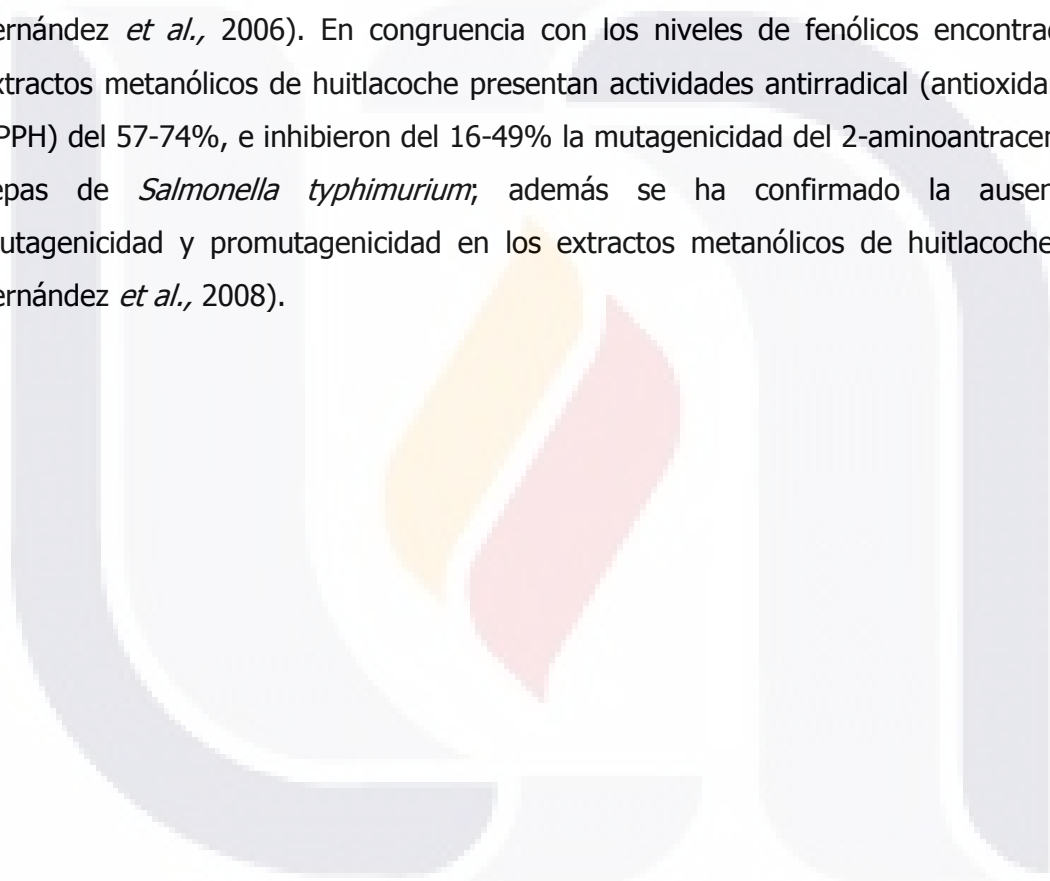 ernández et al., 2006). En congruencia con los niveles de fenólicos encontrad
xtractos metanólicos de huitlacoche presentan actividades antirradical (antioxida
PPH) del 57-74%, e inhibieron del 16-49% la mutagenicidad del 2-aminoantracen
epas de Salmonella typhimurium; además se ha confirmado la ausen
utagenicidad y promutagenicidad en los extractos metanólicos de huitlacoche
ernández et al., 2008).